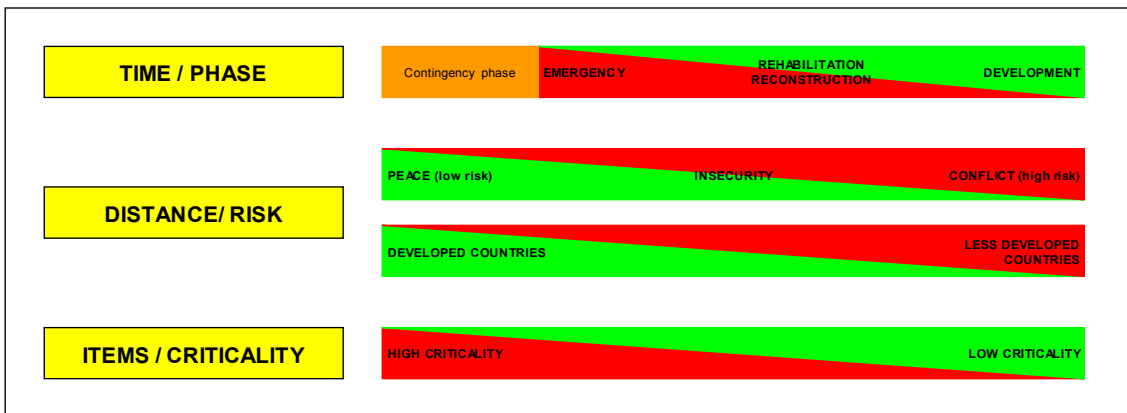 TIME / PHASE
Contingency phase
EMERGENCY
REHABILITATION
RECONSTRUCTION
DEVELOPMENT
DISTANCE/ RISK
PEACE (low risk)
INSECURITY
CONFLICT (high risk)
DEVELOPED COUNTRIES
LESS DEVELOPED
COUNTRIES
ITEMS / CRITICALITY
HIGH CRITICALITY
LOW CRITICALITY